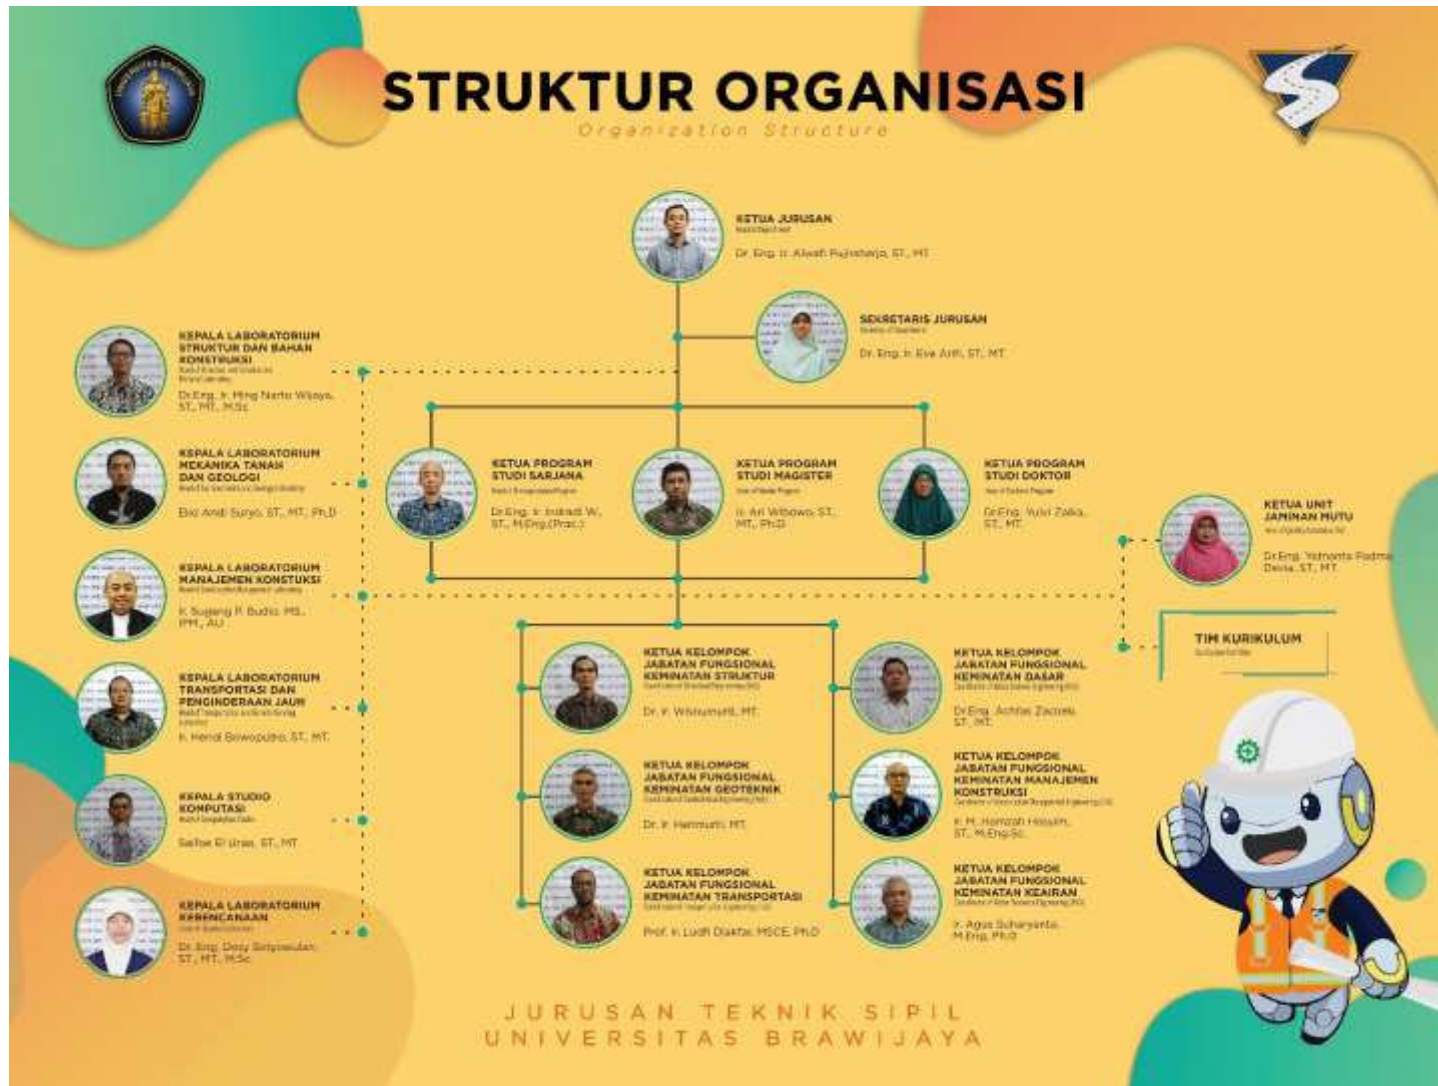 UNIVERSITAS BRAWIJAYA
STRUKTUR ORGANISASI
Organization Structure
KETUA JURUSAN
Dr. Eng. Ir. Alwafi Pujiraharjo, ST., MT.
SEKRETARIS JURUSAN
Dr. Eng. Ir. Eva Arifi, ST., MT.
KEPALA LABORATORIUM
STRUKTUR DAN BAHAN
KONSTRUKSI
Dr.Eng. Ir. Ming Narto Wijaya,
ST., MT., M.Sc
KEPALA LABORATORIUM
MEKANIKA TANAH
DAN GEOLOGI
Eko Andi Suryo, ST., MT., Ph.D
KEPALA LABORATORIUM
MANAJEMEN KONSTUKSI
Ir. Sugeng P. Budio, MS.,
IPM., AU
KEPALA LABORATORIUM
TRANSPORTASI DAN
PENGINDERAAN JAUH
Ir. Hendi Bowoputro, ST., MT.
KEPALA STUDIO
KOMPUTASI
Saifoe El Unas, ST., MT
KEPALA LABORATORIUM
KEBENCANAAN
Dr. Eng. Desy Setyowulan,
ST., MT., M.Sc
KETUA PROGRAM
STUDI SARJANA
Dr.Eng. Ir. Indradi W.,
ST., M.Eng.(Prac.)
KETUA PROGRAM
STUDI MAGISTER
Ir. Ari Wibowo, ST.,
MT., Ph.D
KETUA PROGRAM
STUDI DOKTOR
Dr.Eng. Yulvi Zaika,
ST., MT.
KETUA UNIT
JAMINAN MUTU
Dr.Eng. Yatnanta Padma
Devia, ST., MT.
TIM KURIKULUM
KETUA KELOMPOK
JABATAN FUNGSIONAL
KEMINATAN STRUKTUR
Dr. Ir. Wisnumurti, MT.
KETUA KELOMPOK
JABATAN FUNGSIONAL
KEMINATAN GEOTEKNIK
Dr. Ir. Harimurti, MT.
KETUA KELOMPOK
JABATAN FUNGSIONAL
KEMINATAN TRANSPORTASI
Prof. Ir. Ludfi Djakfar, MSCE, Ph.D
KETUA KELOMPOK
JABATAN FUNGSIONAL
KEMINATAN DASAR
Dr.Eng. Achfas Zacoeb,
ST., MT.
KETUA KELOMPOK
JABATAN FUNGSIONAL
KEMINATAN MANAJEMEN
KONSTRUKSI
Ir. M. Hamzah Hasyim,
ST., M.Eng.Sc.
KETUA KELOMPOK
JABATAN FUNGSIONAL
KEMINATAN KEAIRAN
Ir. Agus Suharyanto,
M.Eng, Ph.D
JURUSAN TEKNIK SIPIL
UNIVERSITAS BRAWIJAYA